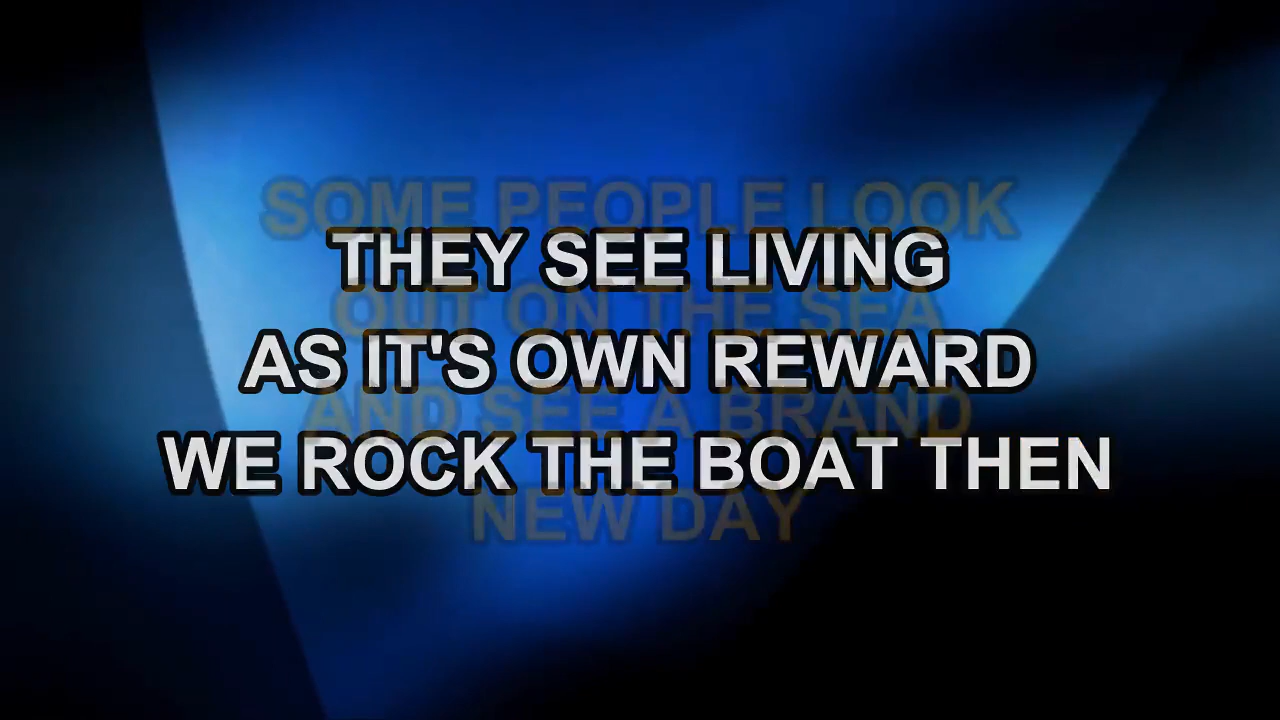 SOME PEOPLE LOOK
THEY SEE LIVING
OUT ON THE SEA
AS IT'S OWN REWARD
AND SEE A BRAND
WE ROCK THE BOAT THEN
NEW DAY